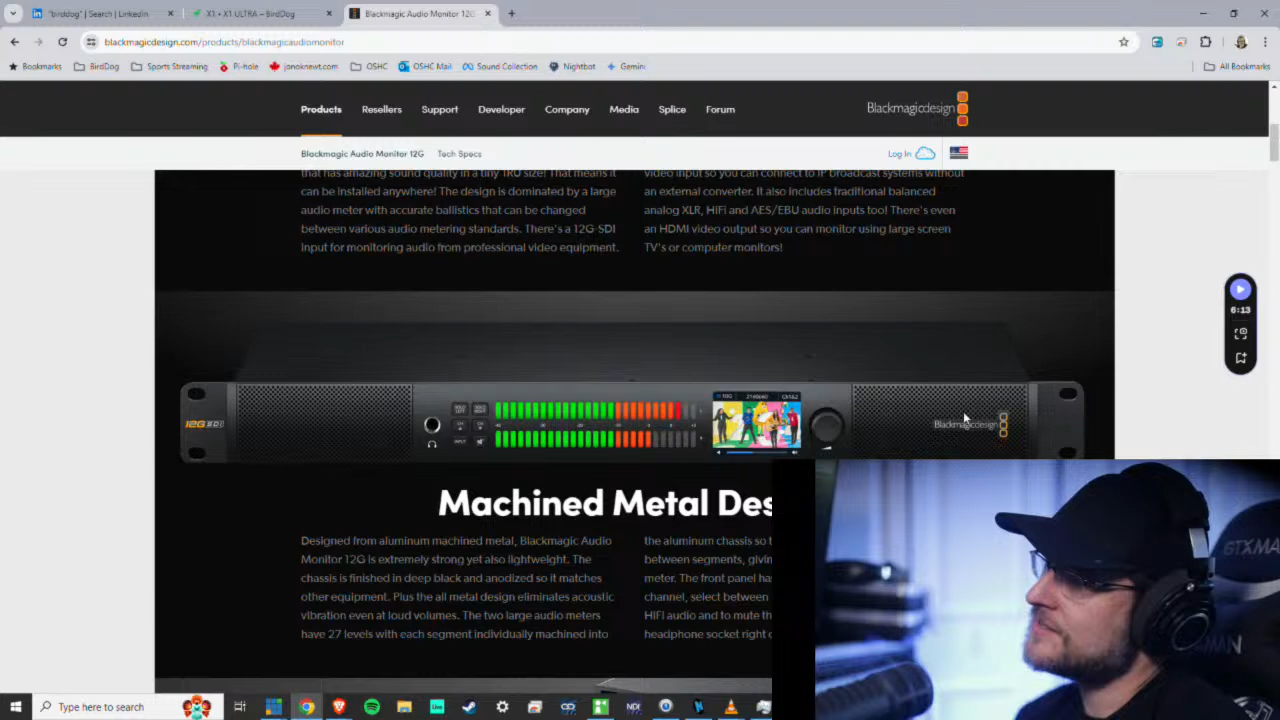 "birddog" | Search | LinkedIn
X1 • X1 ULTRA – BirdDog
Blackmagic Audio Monitor 12G
blackmagicdesign.com/products/blackmagicaudiomonitor
Bookmarks
BirdDog
Sports Streaming
Pi-hole
jonoknewt.com
OSHC
OSHC Mail
Sound Collection
Nightbot
Gemini
All Bookmarks
Products
Resellers
Support
Developer
Company
Media
Splice
Forum
Blackmagicdesign
Blackmagic Audio Monitor 12G
Tech Specs
Log In
that has amazing sound quality in a tiny 1RU size! That means it
can be installed anywhere! The design is dominated by a large
audio meter with accurate ballistics that can be changed
between various audio metering standards. There's a 12G-SDI
input for monitoring audio from professional video equipment.
video input so you can connect to IP broadcast systems without
an external converter. It also includes traditional balanced
analog XLR, HiFi and AES/EBU audio inputs too! There's even
an HDMI video output so you can monitor using large screen
TV's or computer monitors!
6:13
12G SDI
Blackmagicdesign
Machined Metal Des
Designed from aluminum machined metal, Blackmagic Audio
Monitor 12G is extremely strong yet also lightweight. The
chassis is finished in deep black and anodized so it matches
other equipment. Plus the all metal design eliminates acoustic
vibration even at loud volumes. The two large audio meters
have 27 levels with each segment individually machined into
the aluminum chassis so t
between segments, givin
meter. The front panel ha
channel, select between
HIFI audio and to mute th
headphone socket right o
GTXMA
MAN
Type here to search
Live
NDI